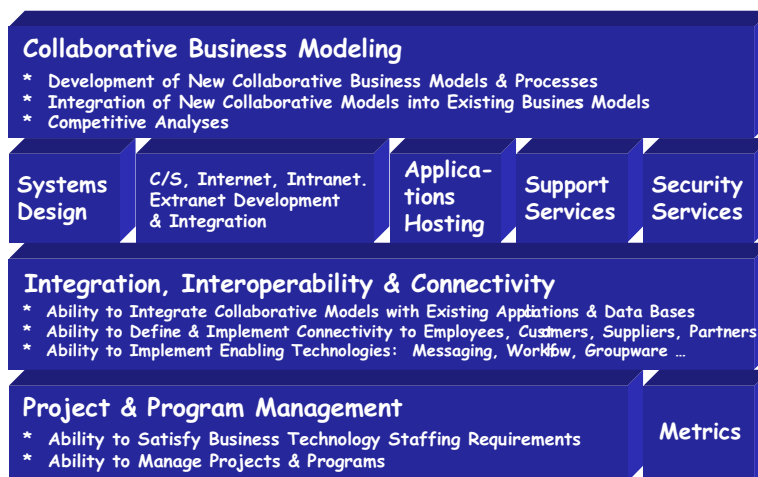 Collaborative Business Modeling
* Development of New Collaborative Business Models & Processes
* Integration of New Collaborative Models into Existing Business Models
* Competitive Analyses
Systems
Design
C/S, Internet, Intranet.
Extranet Development
& Integration
Applica-
tions
Hosting
Support
Services
Security
Services
Integration, Interoperability & Connectivity
* Ability to Integrate Collaborative Models with Existing Applications & Data Bases
* Ability to Define & Implement Connectivity to Employees, Customers, Suppliers, Partners
* Ability to Implement Enabling Technologies: Messaging, Workflow, Groupware …
Project & Program Management
* Ability to Satisfy Business Technology Staffing Requirements
* Ability to Manage Projects & Programs
Metrics